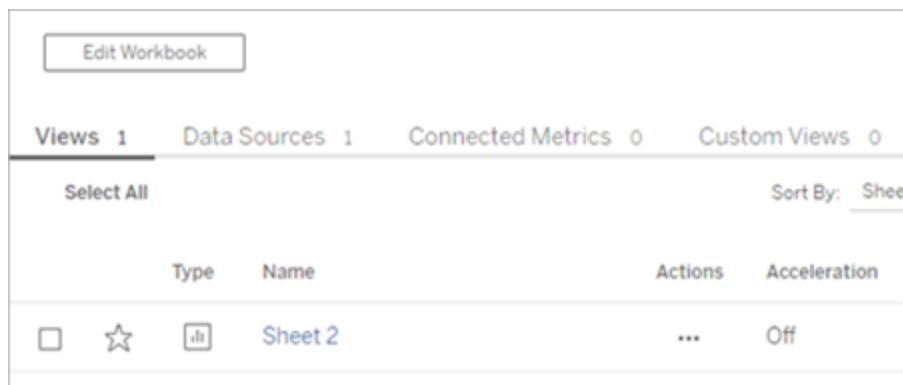 Edit Workbook
Views 1 Data Sources 1 Connected Metrics 0 Custom Views 0
Select All Sort By: Shee
Type Name Actions Acceleration
Sheet 2 ••• Off